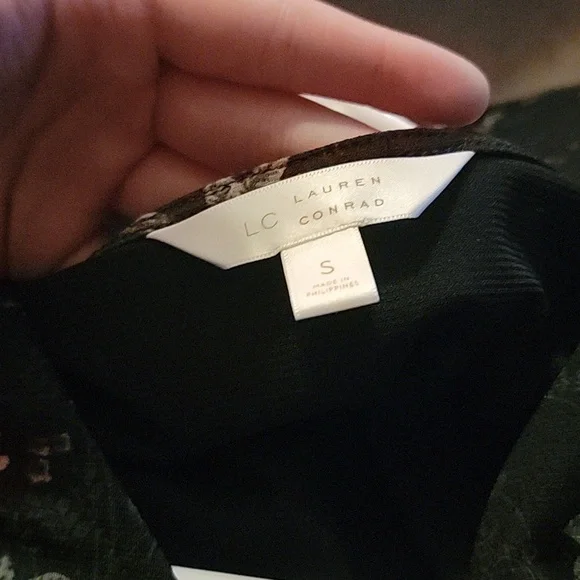 LC LAUREN
CONRAD
S
MADE IN
PHILIPPINES